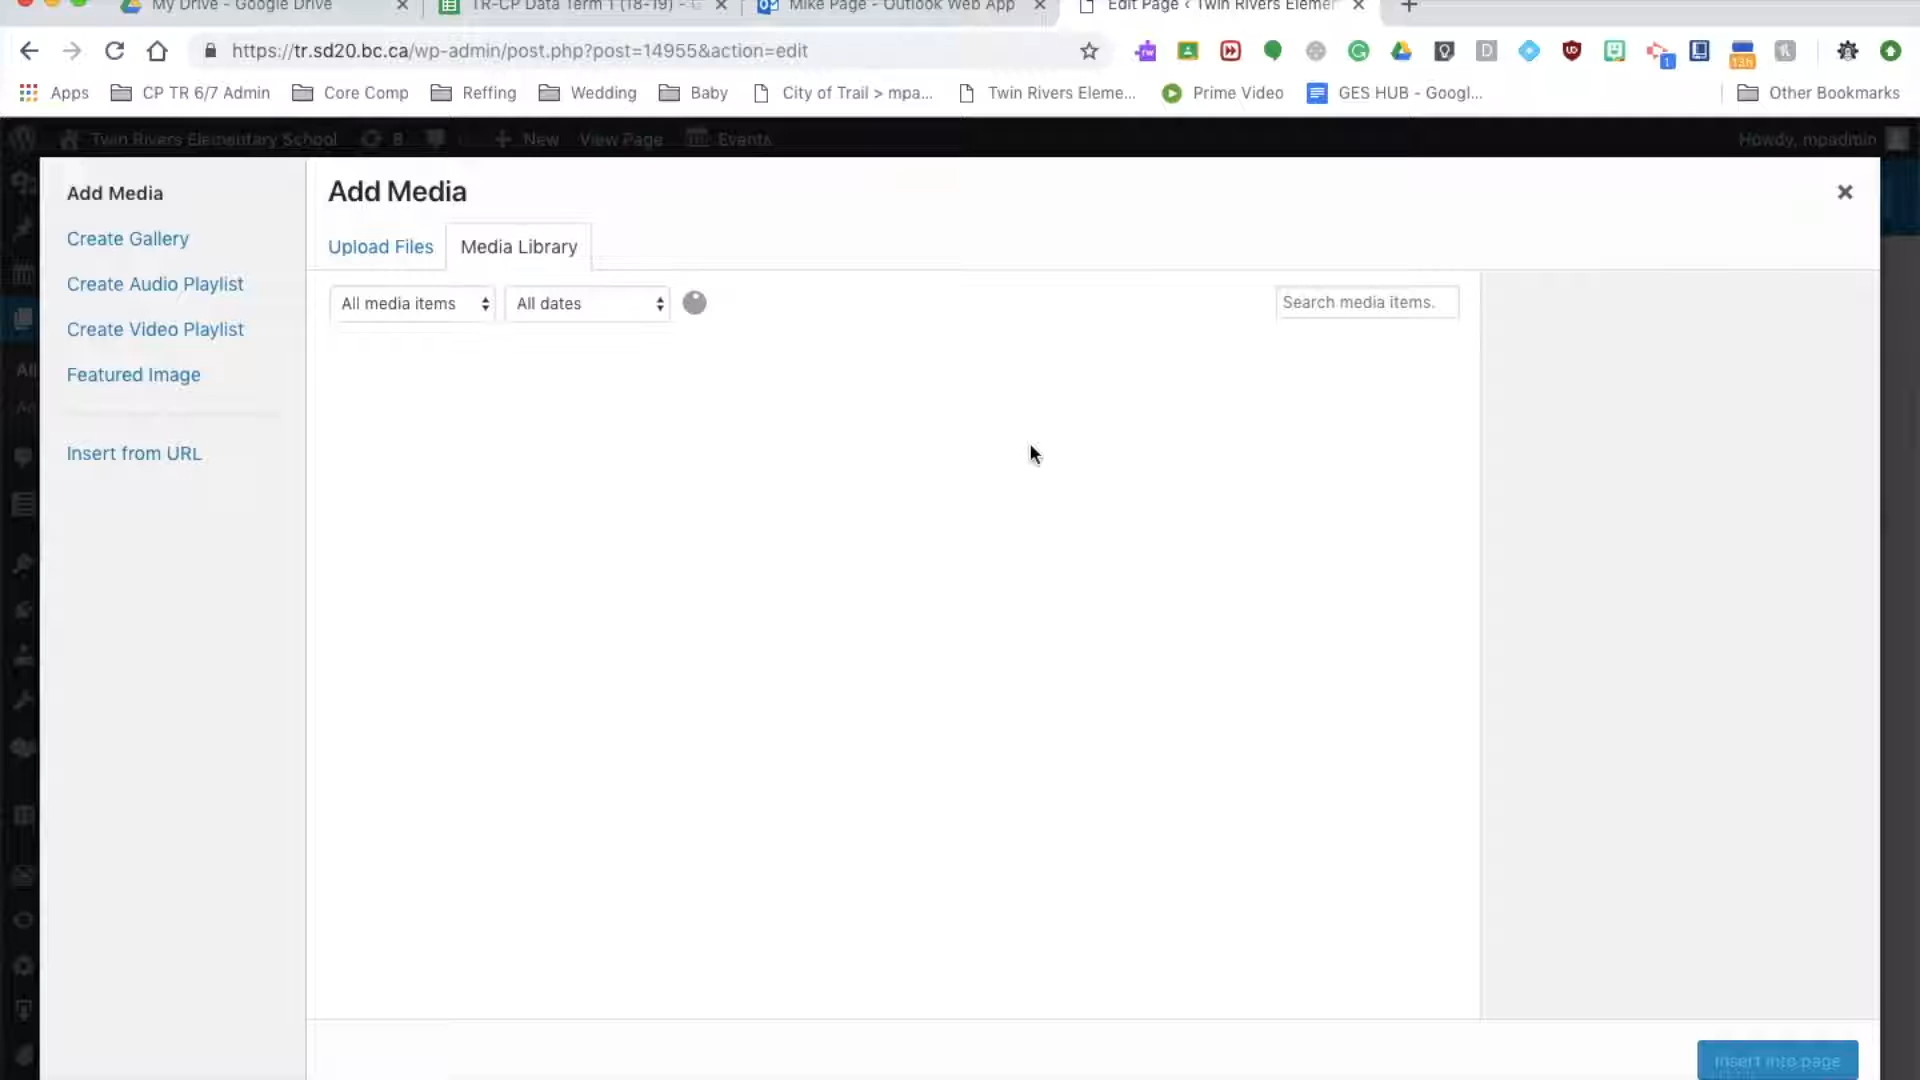 My Drive - Google Drive
TR-CP Data Term 1 (18-19) -
Mike Page - Outlook Web App
Edit Page < Twin Rivers Elemer
https://tr.sd20.bc.ca/wp-admin/post.php?post=14955&action=edit
1
13h
Apps
CP TR 6/7 Admin
Core Comp
Reffing
Wedding
Baby
City of Trail > mpa...
Twin Rivers Eleme...
Prime Video
GES HUB - Googl...
Other Bookmarks
Twin Rivers Elementary School
8
New
View Page
Events
Howdy, mpadmin
Add Media
Create Gallery
Create Audio Playlist
Create Video Playlist
Featured Image
Insert from URL
Add Media
Upload Files
Media Library
All media items
All dates
Search media items.
Insert into page